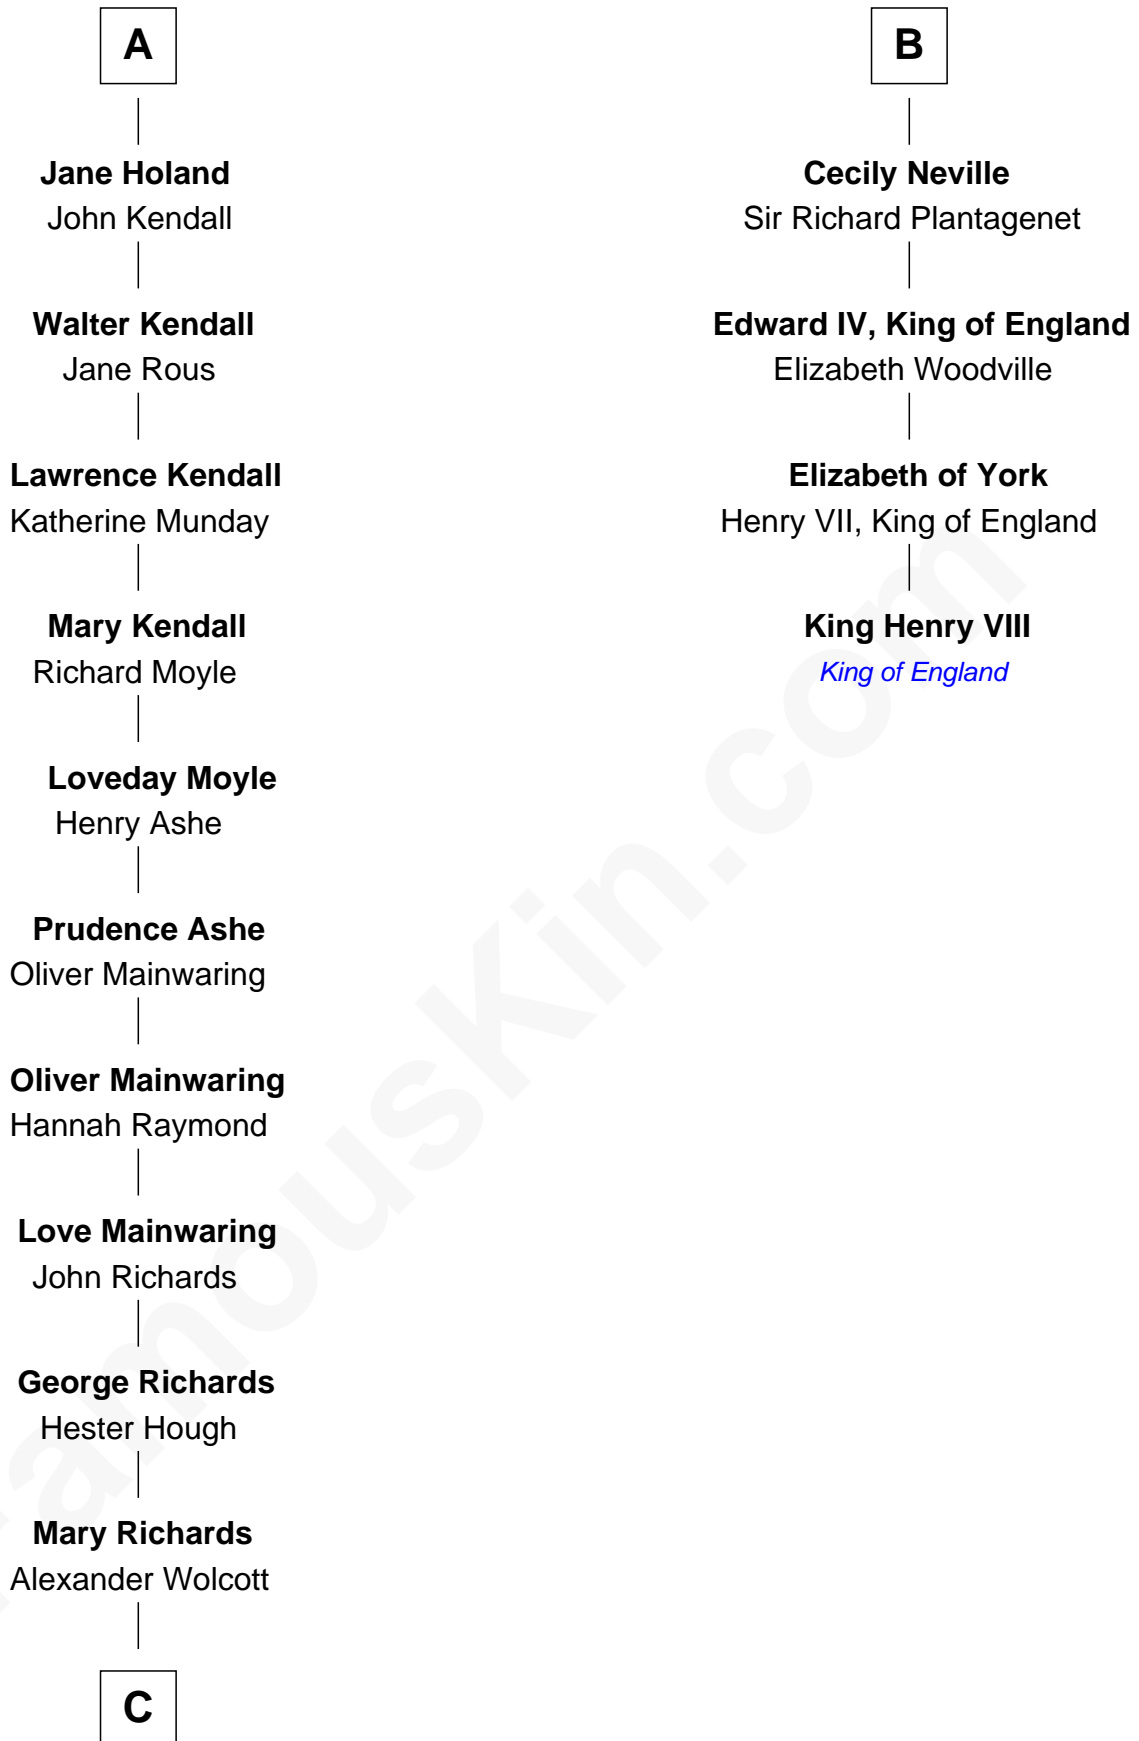 A
Jane Holand
John Kendall
Walter Kendall
Jane Rous
Lawrence Kendall
Katherine Munday
Mary Kendall
Richard Moyle
Loveday Moyle
Henry Ashe
Prudence Ashe
Oliver Mainwaring
Oliver Mainwaring
Hannah Raymond
Love Mainwaring
John Richards
George Richards
Hester Hough
Mary Richards
Alexander Wolcott
C
B
Cecily Neville
Sir Richard Plantagenet
Edward IV, King of England
Elizabeth Woodville
Elizabeth of York
Henry VII, King of England
King Henry VIII
King of England
FamousKin.com